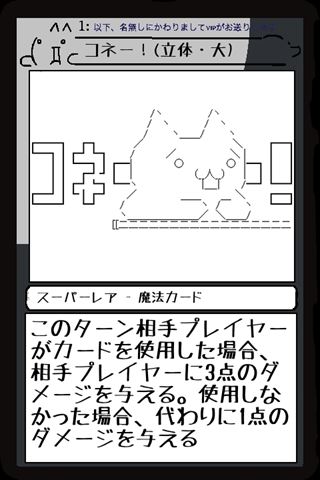 1: 以下、名無しにかわりましてVIPがお送りします
コネー！(立体・大)
コネー！
スーパーレア - 魔法カード
このターン相手プレイヤー
がカードを使用した場合、
相手プレイヤーに3点のダ
メージを与える。使用しな
かった場合、代わりに1点の
ダメージを与える